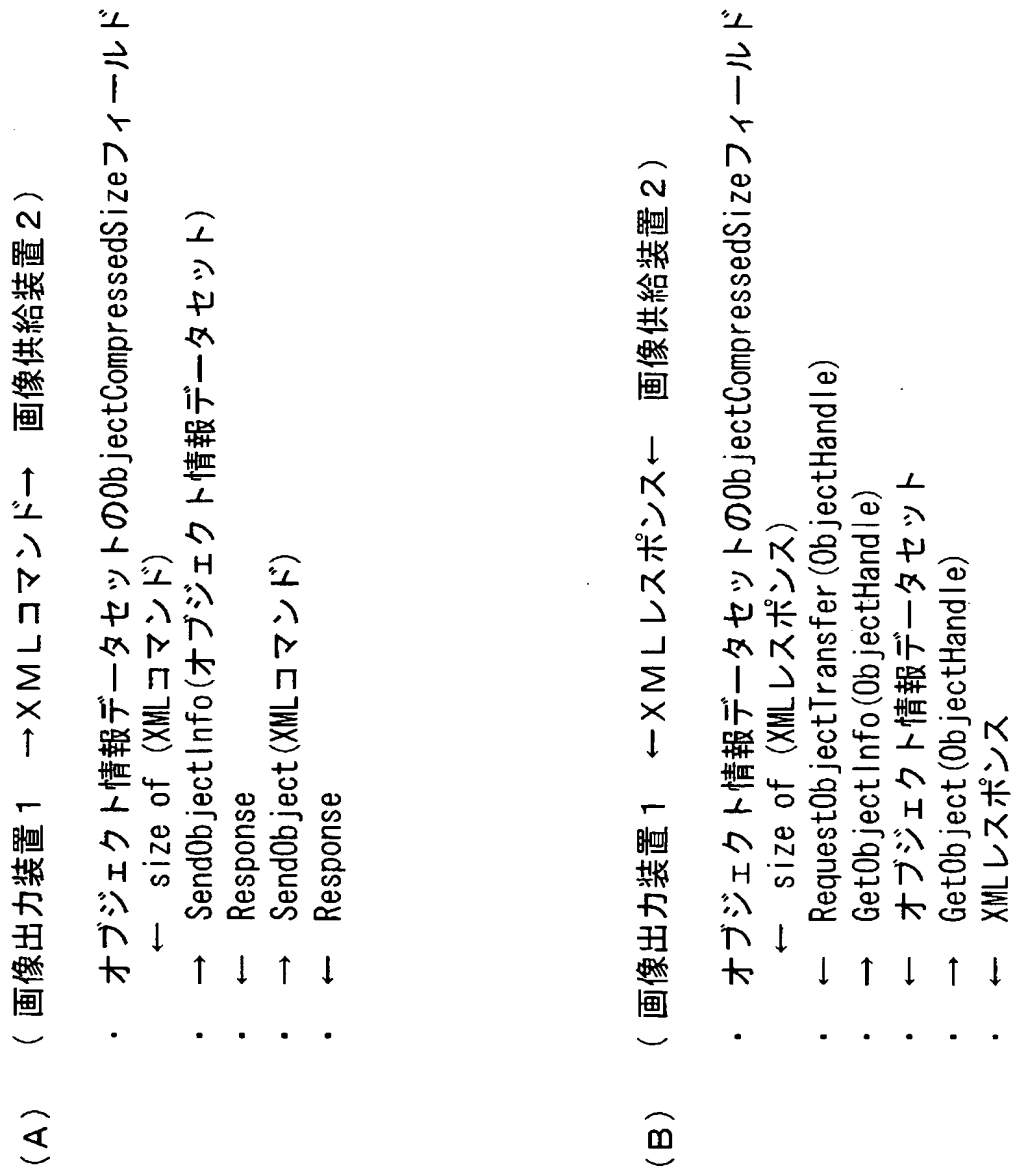 (A) (画像出力装置1 →XMLコマンド→ 画像供給装置2)
・ オブジェクト情報データセットのObjectCompressedSizeフィールド
← size of (XMLコマンド)
・ → SendObjectInfo(オブジェクト情報データセット)
・ ← Response
・ → SendObject(XMLコマンド)
・ ← Response
(B) (画像出力装置1 ←XMLレスポンス← 画像供給装置2)
・ オブジェクト情報データセットのObjectCompressedSizeフィールド
← size of (XMLレスポンス)
・ ← RequestObjectTransfer(ObjectHandle)
・ → GetObjectInfo(ObjectHandle)
・ ← オブジェクト情報データセット
・ → GetObject(ObjectHandle)
・ ← XMLレスポンス